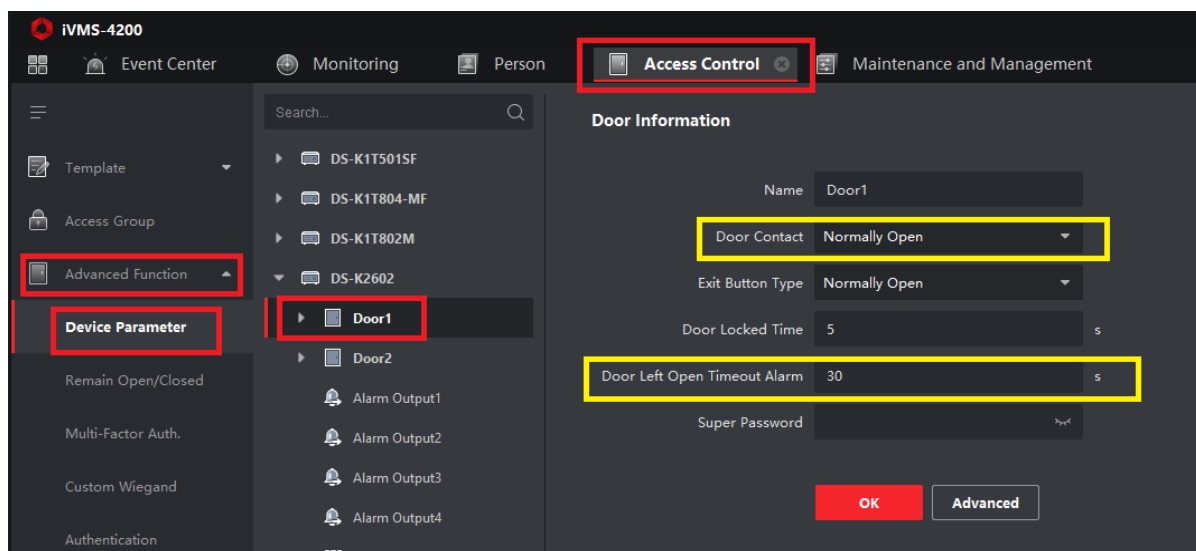 iVMS-4200
Event Center
Monitoring
Person
Access Control
Maintenance and Management
Template
Access Group
Advanced Function
Device Parameter
Remain Open/Closed
Multi-Factor Auth.
Custom Wiegand
Authentication
Search...
DS-K1T501SF
DS-K1T804-MF
DS-K1T802M
DS-K2602
Door1
Door2
Alarm Output1
Alarm Output2
Alarm Output3
Alarm Output4
Door Information
Name Door1
Door Contact Normally Open
Exit Button Type Normally Open
Door Locked Time 5 s
Door Left Open Timeout Alarm 30 s
Super Password
OK Advanced